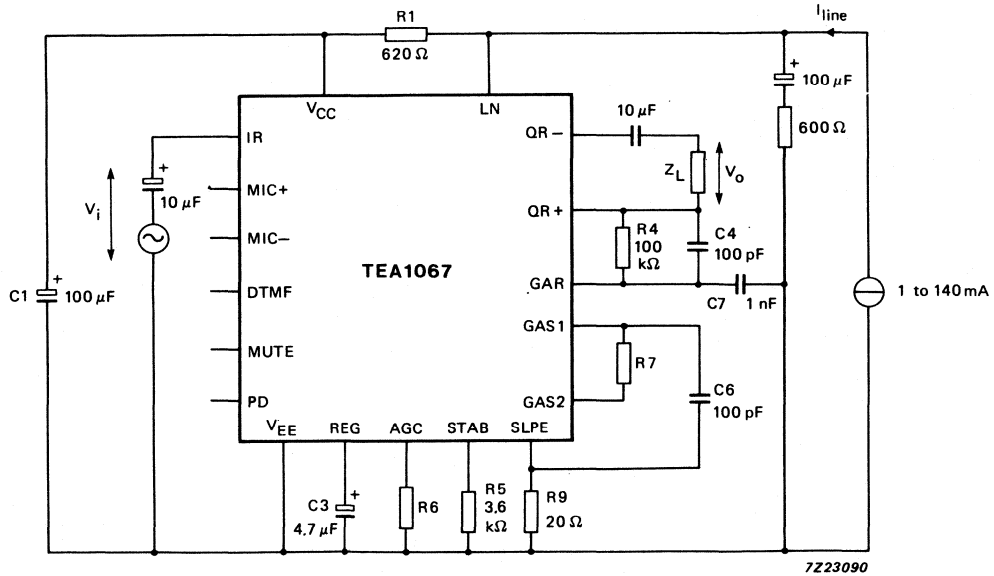 R1
620 Ω
I line
+
100 μF
600 Ω
VCC
LN
IR
QR −
10 μF
ZL
Vo
+
10 μF
Vi
MIC+
MIC−
DTMF
MUTE
PD
TEA1067
QR +
R4
100
kΩ
C4
100 pF
GAR
C7
1 nF
1 to 140 mA
C1
+
100 μF
GAS1
R7
GAS2
C6
100 pF
VEE
REG
AGC
STAB
SLPE
C3
+
4,7 μF
R6
R5
3,6
kΩ
R9
20 Ω
7Z23090